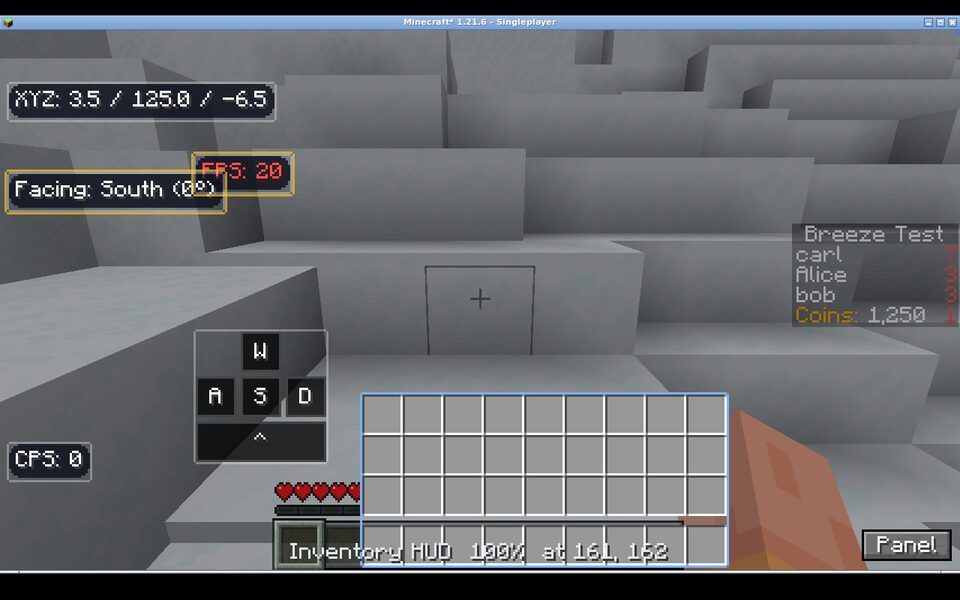 Minecraft* 1.21.6 - Singleplayer
XYZ: 3.5 / 125.0 / -6.5
FPS: 20
Facing: South (0°)
Breeze Test
carl 7
Alice 3
bob 3
Coins: 1,250 1
W
A S D
^
CPS: 0
Inventory HUD 100% at 161, 162
Panel